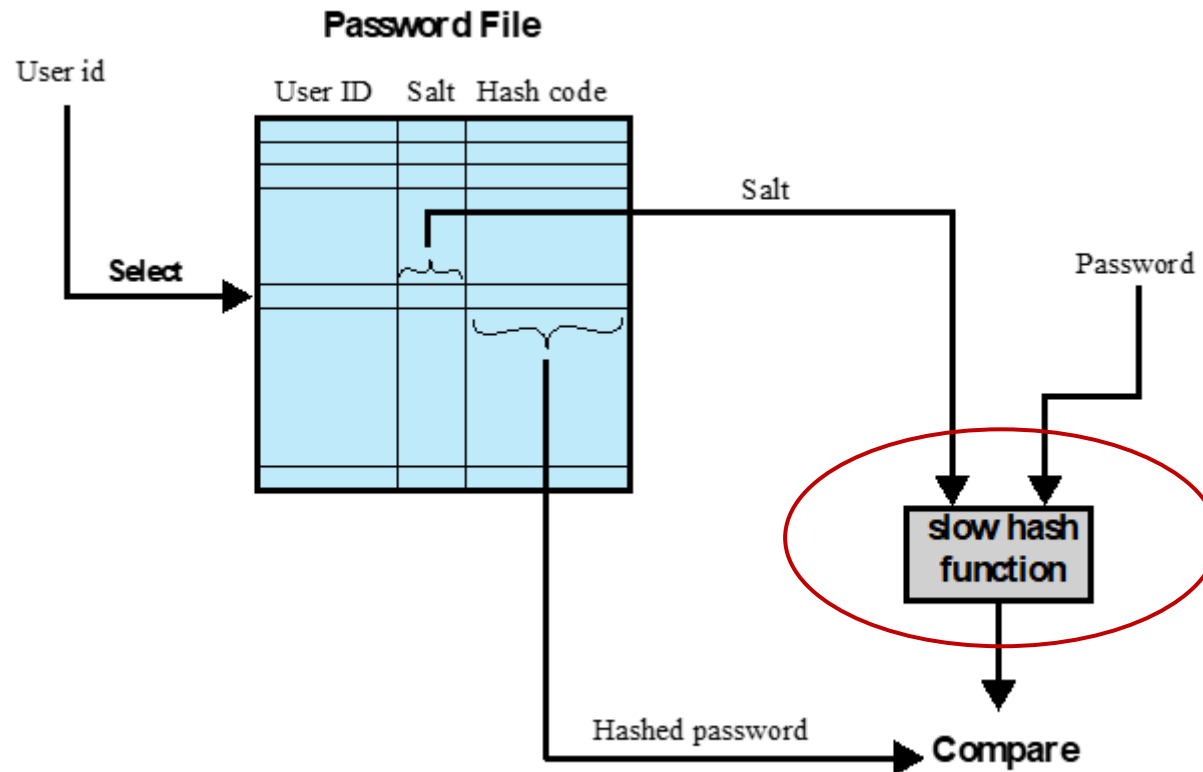 Password File
User id
User ID Salt Hash code
Salt
Select
Password
slow hash
function
Hashed password
Compare